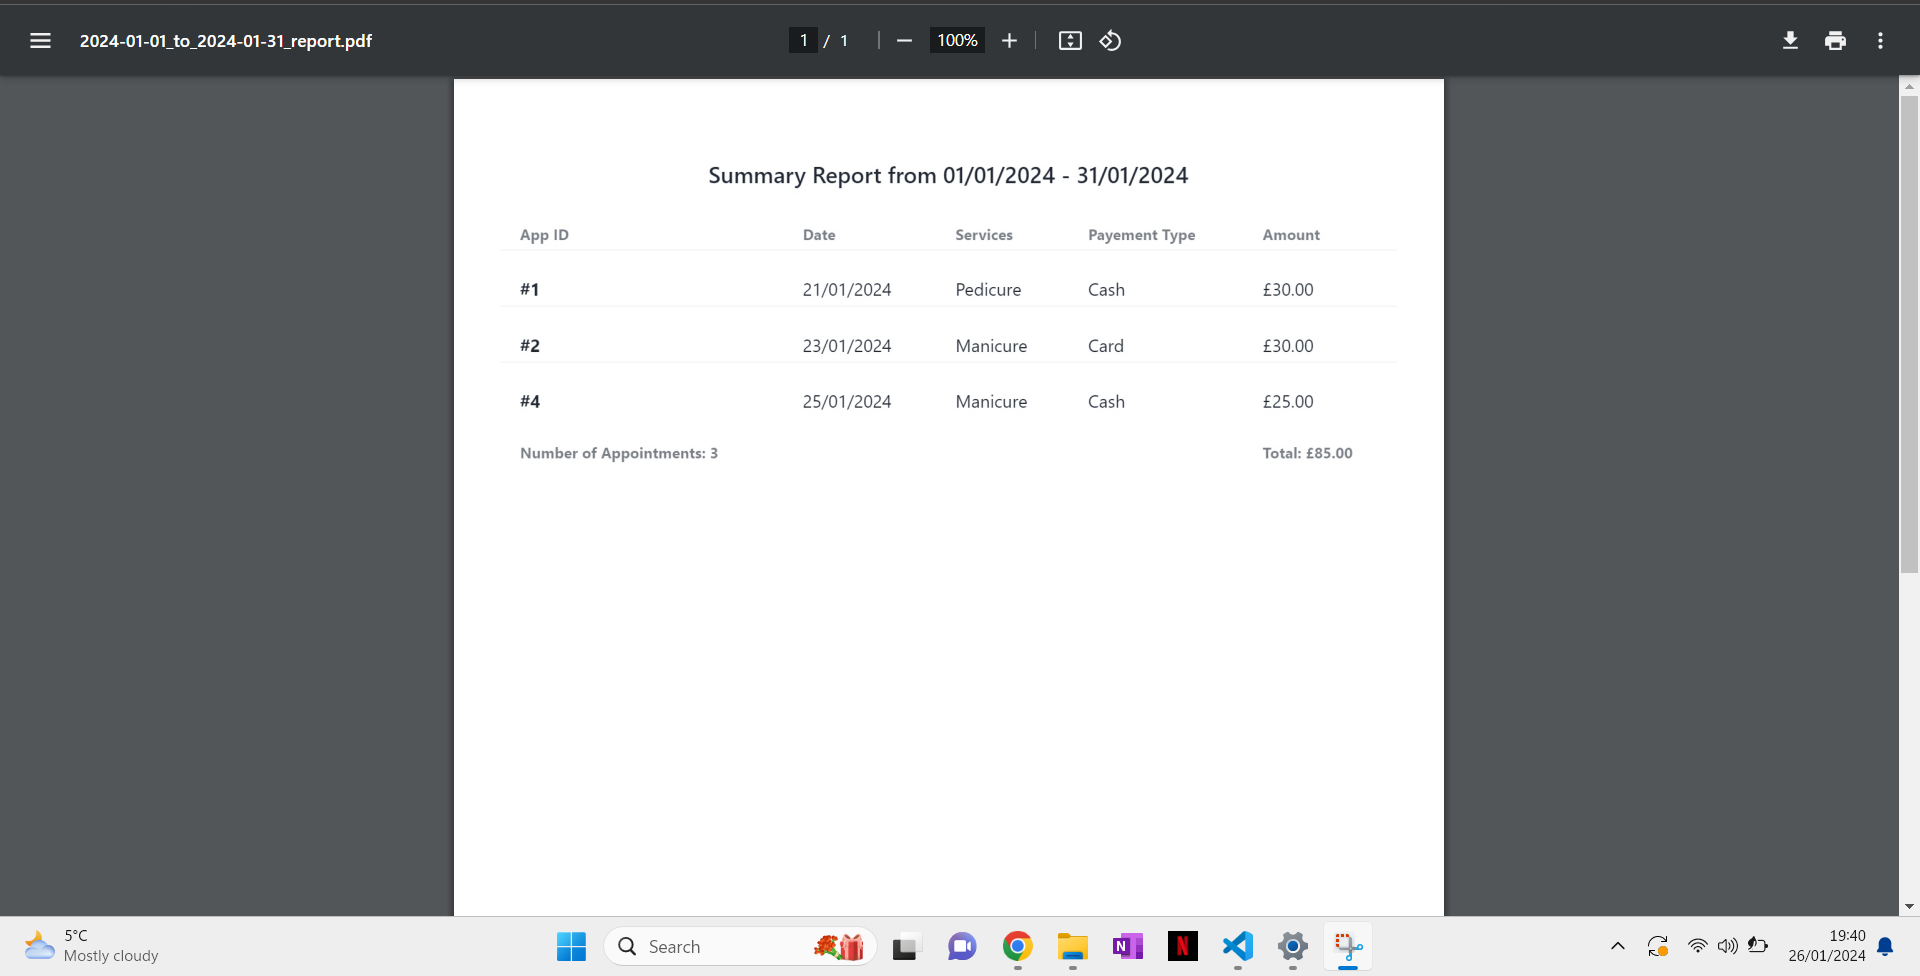 2024-01-01_to_2024-01-31_report.pdf
1 / 1
100%
Summary Report from 01/01/2024 - 31/01/2024
App ID Date Services Payement Type Amount
#1 21/01/2024 Pedicure Cash £30.00
#2 23/01/2024 Manicure Card £30.00
#4 25/01/2024 Manicure Cash £25.00
Number of Appointments: 3 Total: £85.00
5°C
Mostly cloudy
Search
N
N
19:40
26/01/2024